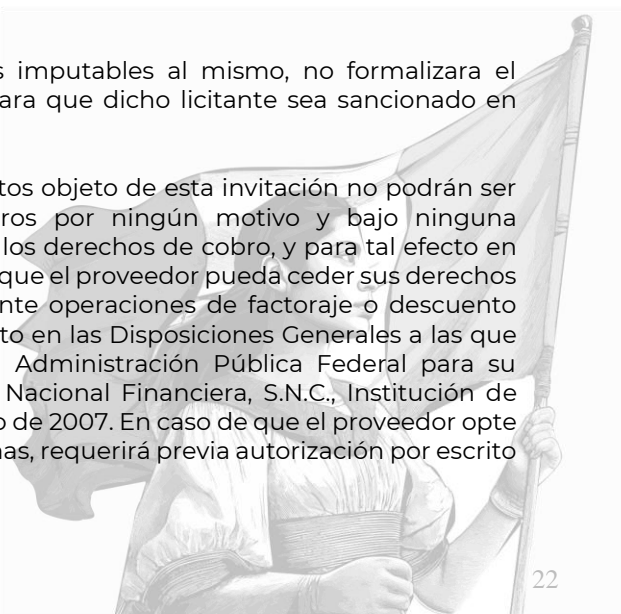 s imputables al mismo, no formalizara el
ara que dicho licitante sea sancionado en
tos objeto de esta invitación no podrán ser
ros por ningún motivo y bajo ninguna
los derechos de cobro, y para tal efecto en
que el proveedor pueda ceder sus derechos
nte operaciones de factoraje o descuento
to en las Disposiciones Generales a las que
Administración Pública Federal para su
Nacional Financiera, S.N.C., Institución de
o de 2007. En caso de que el proveedor opte
nas, requerirá previa autorización por escrito
22